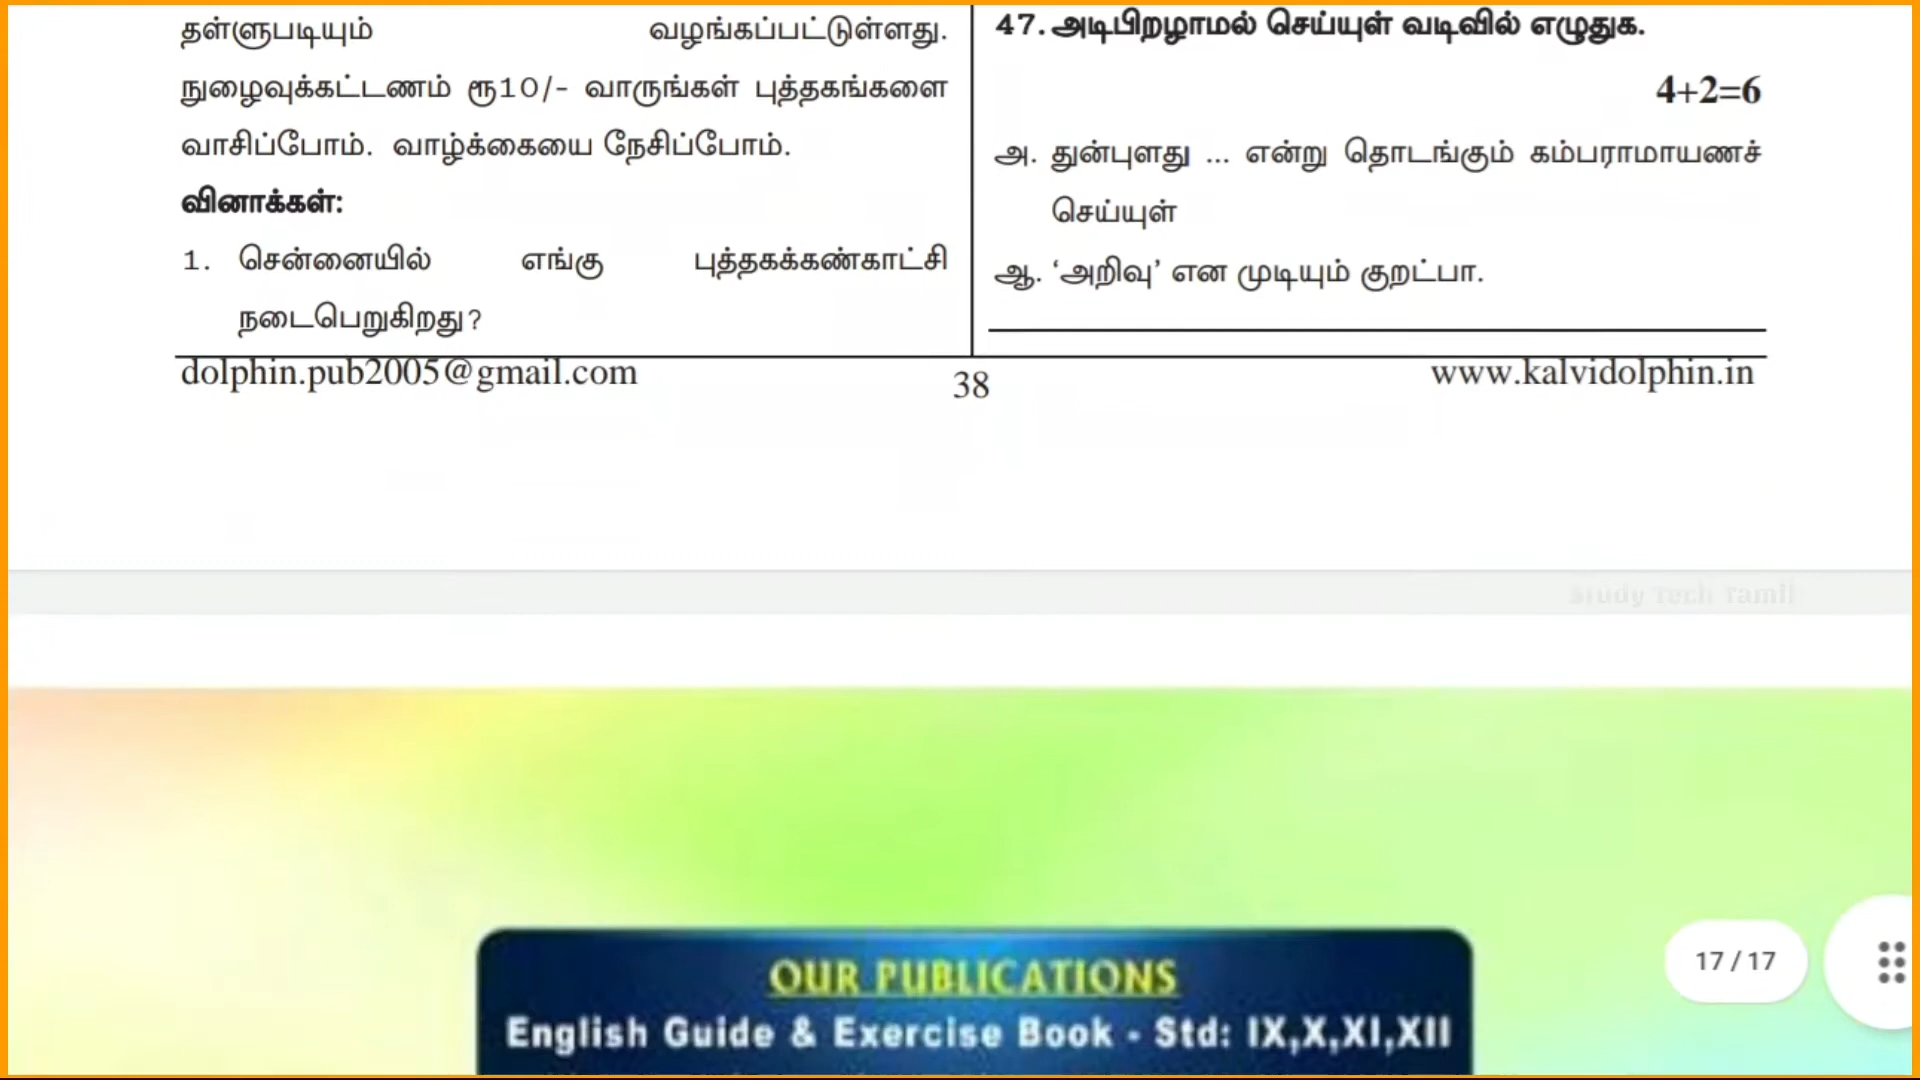 தள்ளுபடியும் வழங்கப்பட்டுள்ளது.
நுழைவுக்கட்டணம் ரூ10/- வாருங்கள் புத்தகங்களை
வாசிப்போம். வாழ்க்கையை நேசிப்போம்.
வினாக்கள்:
1. சென்னையில் எங்கு புத்தகக்கண்காட்சி
நடைபெறுகிறது?
47. அடிபிறழாமல் செய்யுள் வடிவில் எழுதுக.
4+2=6
அ. துன்புளது ... என்று தொடங்கும் கம்பராமாயணச்
செய்யுள்
ஆ. ‘அறிவு’ என முடியும் குறட்பா.
dolphin.pub2005@gmail.com
38
www.kalvidolphin.in
Study Tech Tamil
OUR PUBLICATIONS
English Guide & Exercise Book - Std: IX,X,XI,XII
17 / 17